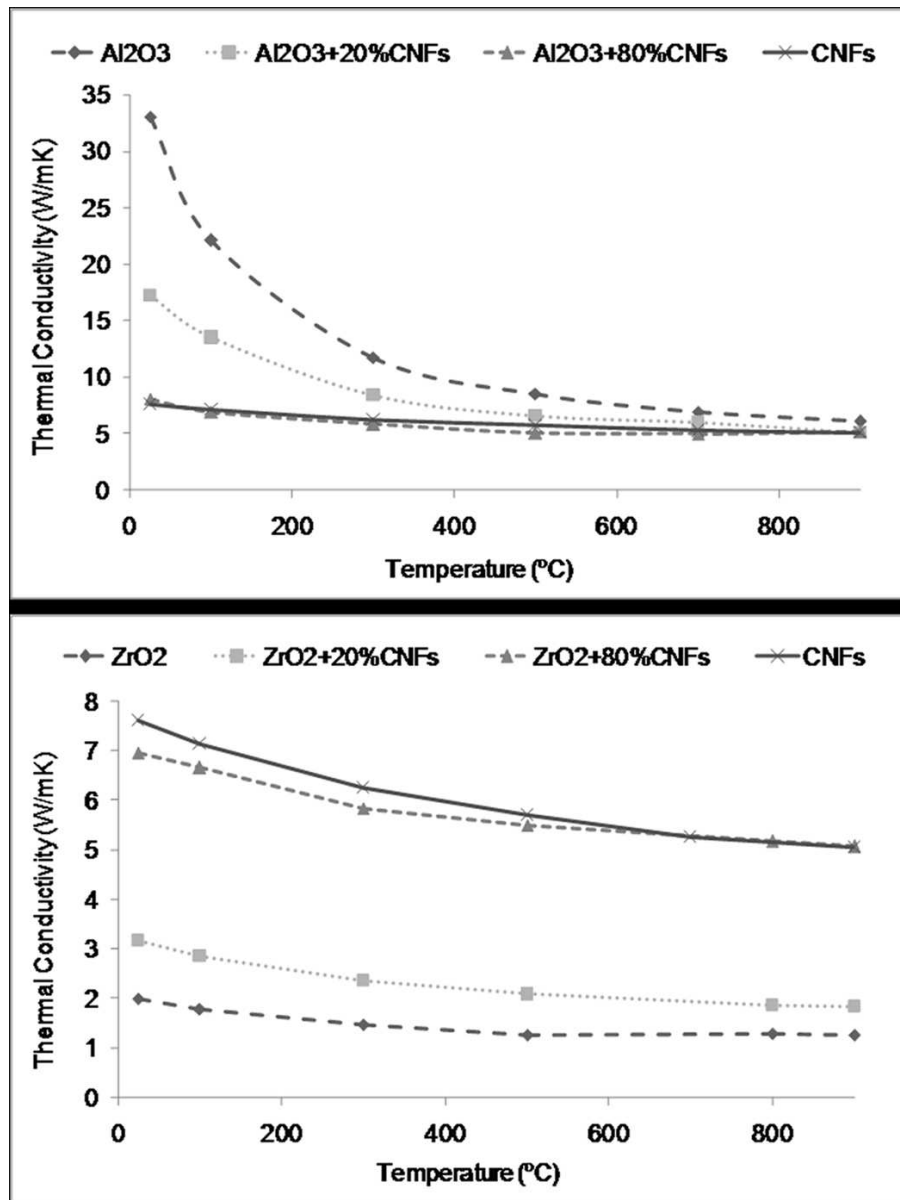 Al2O3 Al2O3+20%CNFs Al2O3+80%CNFs CNFs
35
30
25
20
15
10
5
0
Thermal Conductivity (W/mK)
0 200 400 600 800
Temperature (ºC)
ZrO2 ZrO2+20%CNFs ZrO2+80%CNFs CNFs
8
7
6
5
4
3
2
1
0
Thermal Conductivity (W/mK)
0 200 400 600 800
Temperature (ºC)